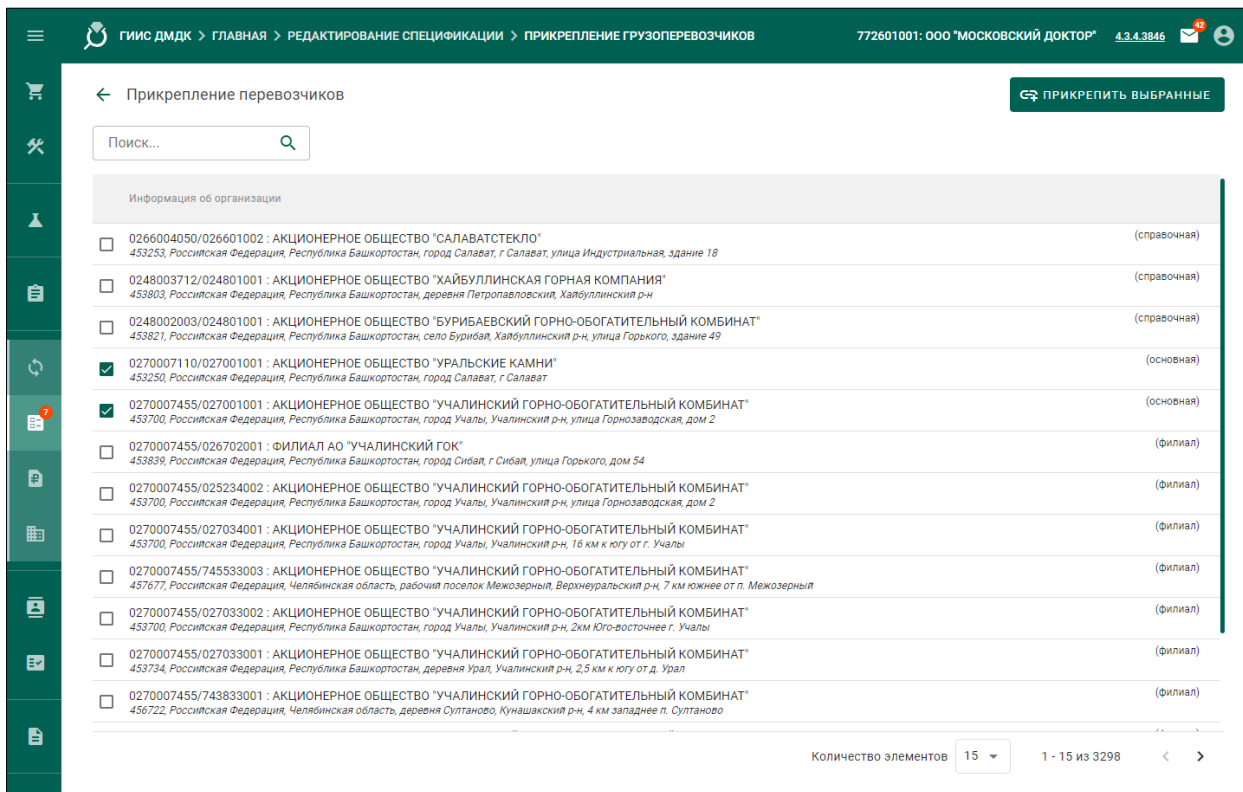 ГИИС ДМДК > ГЛАВНАЯ > РЕДАКТИРОВАНИЕ СПЕЦИФИКАЦИИ > ПРИКРЕПЛЕНИЕ ГРУЗОПЕРЕВОЗЧИКОВ 772601001: ООО "МОСКОВСКИЙ ДОКТОР" 4.3.4.3846 42
Прикрепление перевозчиков ПРИКРЕПИТЬ ВЫБРАННЫЕ
Поиск...
Информация об организации
0266004050/026601002 : АКЦИОНЕРНОЕ ОБЩЕСТВО "САЛАВАТСТЕКЛО" (справочная)
453253, Российская Федерация, Республика Башкортостан, город Салават, г Салават, улица Индустриальная, здание 18
0248003712/024801001 : АКЦИОНЕРНОЕ ОБЩЕСТВО "ХАЙБУЛЛИНСКАЯ ГОРНАЯ КОМПАНИЯ" (справочная)
453803, Российская Федерация, Республика Башкортостан, деревня Петропавловский, Хайбуллинский р-н
0248002003/024801001 : АКЦИОНЕРНОЕ ОБЩЕСТВО "БУРИБАЕВСКИЙ ГОРНО-ОБОГАТИТЕЛЬНЫЙ КОМБИНАТ" (справочная)
453821, Российская Федерация, Республика Башкортостан, село Бурибай, Хайбуллинский р-н, улица Горького, здание 49
0270007110/027001001 : АКЦИОНЕРНОЕ ОБЩЕСТВО "УРАЛЬСКИЕ КАМНИ" (основная)
453250, Российская Федерация, Республика Башкортостан, город Салават, г Салават
0270007455/027001001 : АКЦИОНЕРНОЕ ОБЩЕСТВО "УЧАЛИНСКИЙ ГОРНО-ОБОГАТИТЕЛЬНЫЙ КОМБИНАТ" (основная)
7
453700, Российская Федерация, Республика Башкортостан, город Учалы, Учалинский р-н, улица Горнозаводская, дом 2
0270007455/026702001 : ФИЛИАЛ АО "УЧАЛИНСКИЙ ГОК" (филиал)
453839, Российская Федерация, Республика Башкортостан, город Сибай, г Сибай, улица Горького, дом 54
0270007455/025234002 : АКЦИОНЕРНОЕ ОБЩЕСТВО "УЧАЛИНСКИЙ ГОРНО-ОБОГАТИТЕЛЬНЫЙ КОМБИНАТ" (филиал)
453700, Российская Федерация, Республика Башкортостан, город Учалы, Учалинский р-н, улица Горнозаводская, дом 2
0270007455/027034001 : АКЦИОНЕРНОЕ ОБЩЕСТВО "УЧАЛИНСКИЙ ГОРНО-ОБОГАТИТЕЛЬНЫЙ КОМБИНАТ" (филиал)
453700, Российская Федерация, Республика Башкортостан, город Учалы, Учалинский р-н, 16 км к югу от г. Учалы
0270007455/745533003 : АКЦИОНЕРНОЕ ОБЩЕСТВО "УЧАЛИНСКИЙ ГОРНО-ОБОГАТИТЕЛЬНЫЙ КОМБИНАТ" (филиал)
457677, Российская Федерация, Челябинская область, рабочий поселок Межозерный, Верхнеуральский р-н, 7 км южнее от п. Межозерный
0270007455/027033002 : АКЦИОНЕРНОЕ ОБЩЕСТВО "УЧАЛИНСКИЙ ГОРНО-ОБОГАТИТЕЛЬНЫЙ КОМБИНАТ" (филиал)
453700, Российская Федерация, Республика Башкортостан, город Учалы, Учалинский р-н, 2км Юго-восточнее г. Учалы
0270007455/027033001 : АКЦИОНЕРНОЕ ОБЩЕСТВО "УЧАЛИНСКИЙ ГОРНО-ОБОГАТИТЕЛЬНЫЙ КОМБИНАТ" (филиал)
453734, Российская Федерация, Республика Башкортостан, деревня Урал, Учалинский р-н, 2,5 км к югу от д. Урал
0270007455/743833001 : АКЦИОНЕРНОЕ ОБЩЕСТВО "УЧАЛИНСКИЙ ГОРНО-ОБОГАТИТЕЛЬНЫЙ КОМБИНАТ" (филиал)
456722, Российская Федерация, Челябинская область, деревня Султаново, Кунашакский р-н, 4 км западнее п. Султаново
Количество элементов 15 1 - 15 из 3298